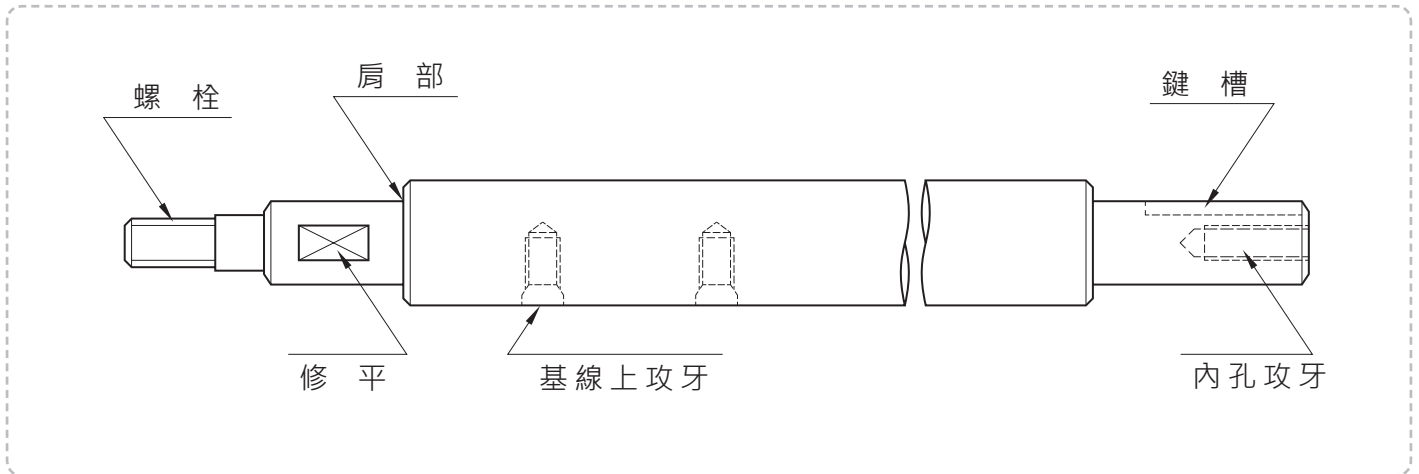 肩 部
鍵 槽
螺 栓
修 平
基線上攻牙
內孔攻牙